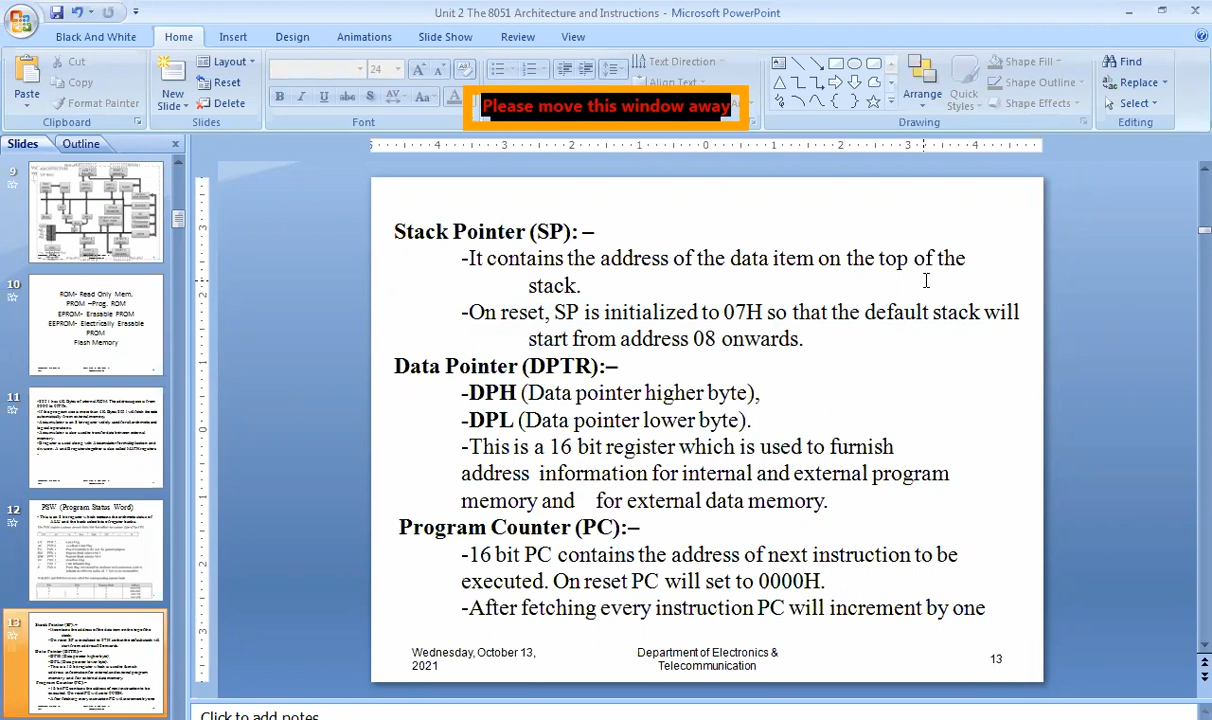 Unit 2 The 8051 Architecture and Instructions - Microsoft PowerPoint
Black And White Home Insert Design Animations Slide Show Review View
Paste
Cut
Copy
Format Painter
Clipboard
New
Slide
Layout
Reset
Delete
Slides
24
B I U abc S AV Aa A
Font
Text Direction
Align Text
Please move this window away
Arrange
Quick
Styles
Shape Fill
Shape Outline
Shape Effects
Drawing
Find
Replace
Select
Editing
Slides Outline
9
10
ROM- Read Only Mem.
PROM –Prog. ROM
EPROM- Erasable PROM
EEPROM- Electrically Erasable
PROM
Flash Memory
11
12
PSW (Program Status Word)
13
Stack Pointer (SP): –
-It contains the address of the data item on the top of the
stack.
-On reset, SP is initialized to 07H so that the default stack will
start from address 08 onwards.
Data Pointer (DPTR):–
-DPH (Data pointer higher byte),
-DPL (Data pointer lower byte).
-This is a 16 bit register which is used to furnish
address information for internal and external program
memory and for external data memory.
Program Counter (PC):–
-16 bit PC contains the address of next instruction to be
executed. On reset PC will set to 0000H.
-After fetching every instruction PC will increment by one
Wednesday, October 13,
2021
Department of Electronics &
Telecommunication
13
Click to add notes